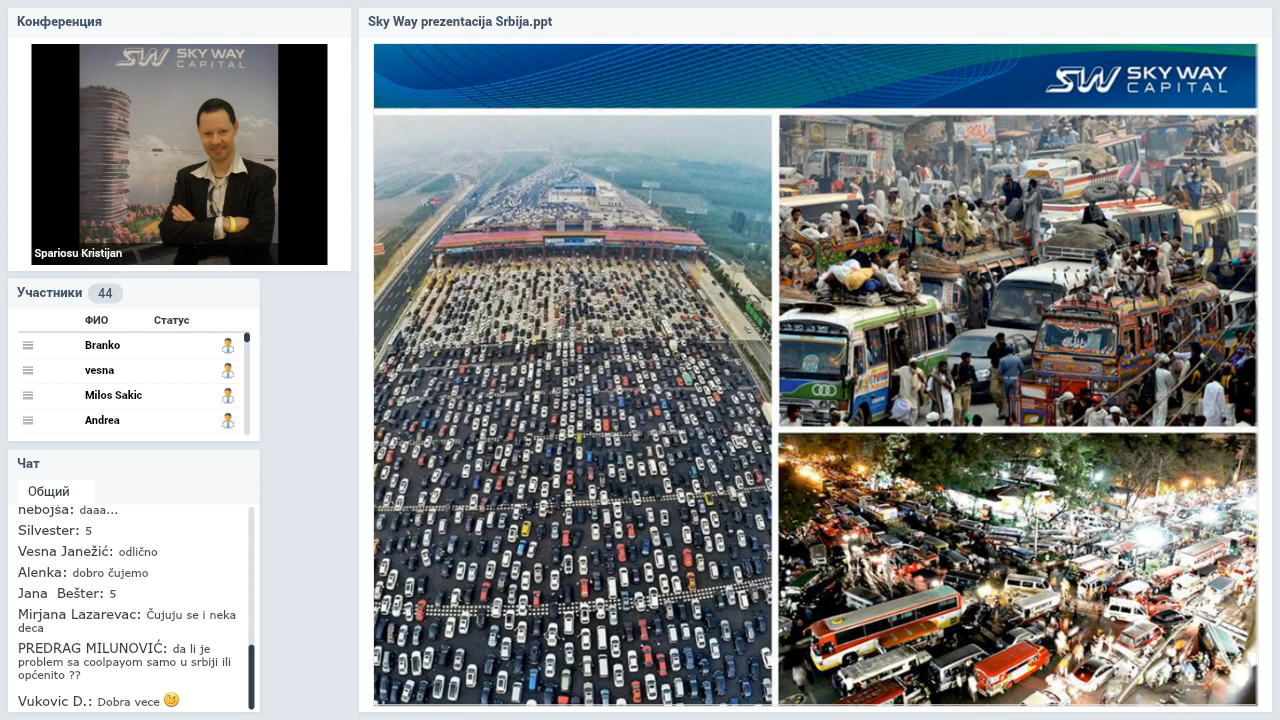 Конференция
SKY WAY
CAPITAL
Spariosu Kristijan
Участники 44
ФИО Статус
Branko
vesna
Milos Sakic
Andrea
Чат
Общий
nebojša: daaa...
Silvester: 5
Vesna Janežić: odlično
Alenka: dobro čujemo
Jana Bešter: 5
Mirjana Lazarevac: Čujuju se i neka
deca
PREDRAG MILUNOVIĆ: da li je
problem sa coolpayom samo u srbiji ili
općenito ??
Vukovic D.: Dobra vece
Sky Way prezentacija Srbija.ppt
SKY WAY
CAPITAL